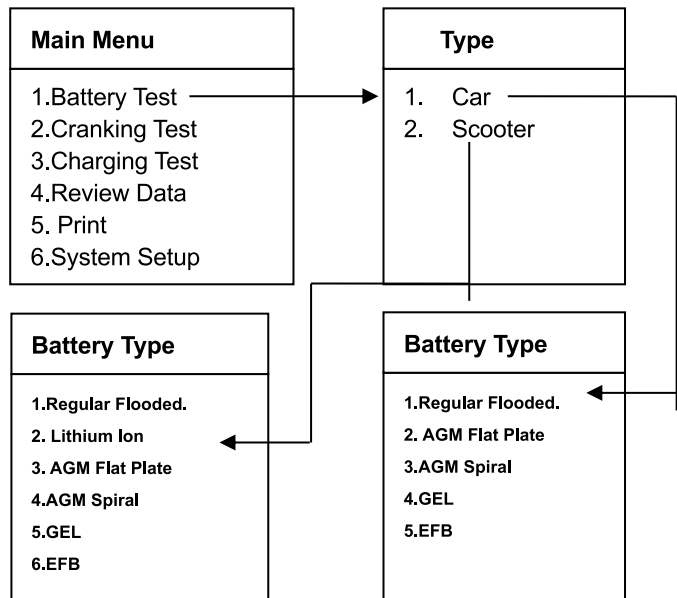 Main Menu
1.Battery Test
2.Cranking Test
3.Charging Test
4.Review Data
5. Print
6.System Setup
Type
1. Car
2. Scooter
Battery Type
1.Regular Flooded.
2. Lithium Ion
3. AGM Flat Plate
4.AGM Spiral
5.GEL
6.EFB
Battery Type
1.Regular Flooded.
2. AGM Flat Plate
3.AGM Spiral
4.GEL
5.EFB